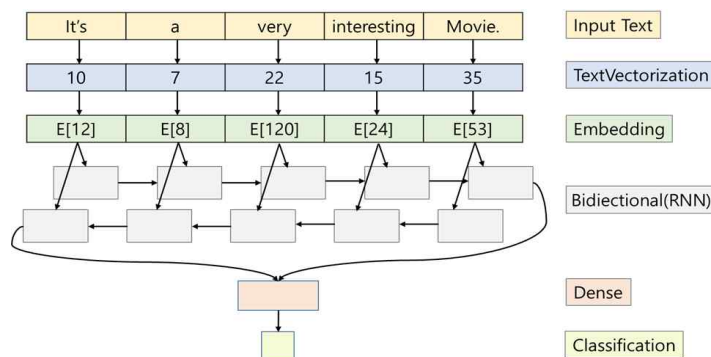 It's a very interesting Movie. Input Text
10 7 22 15 35 TextVectorization
E[12] E[8] E[120] E[24] E[53] Embedding
Bidiectional(RNN)
Dense
Classification